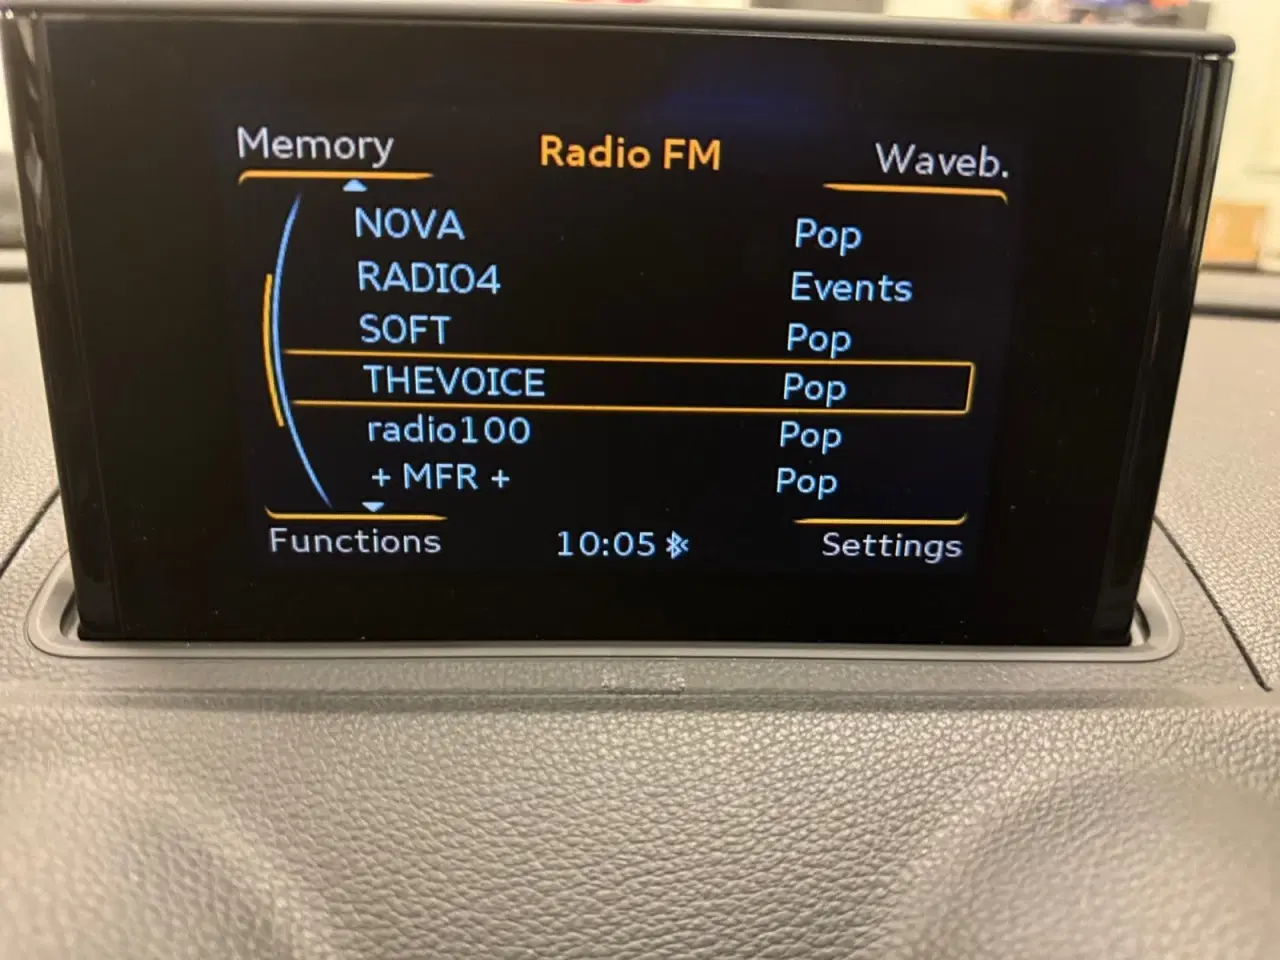 Memory Radio FM Waveb.
NOVA Pop
RADIO4 Events
SOFT Pop
THEVOICE Pop
radio100 Pop
+ MFR + Pop
Functions 10:05 Settings